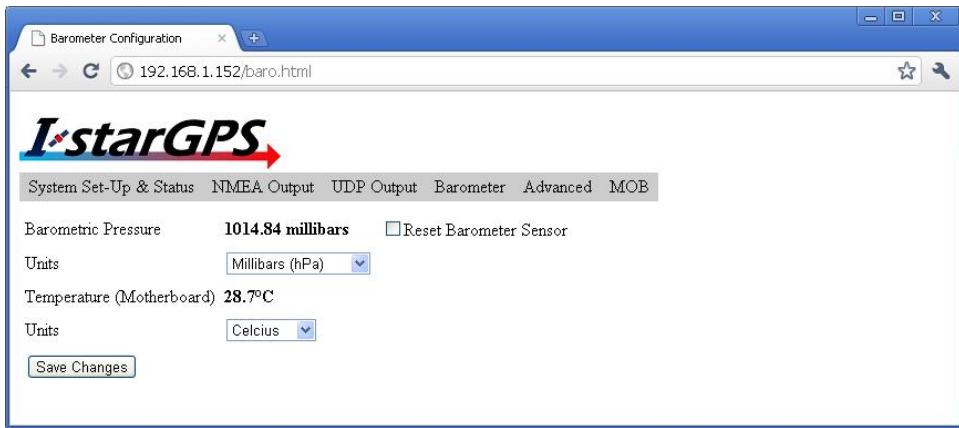 Barometer Configuration
192.168.1.152/baro.html
I-starGPS
System Set-Up & Status NMEA Output UDP Output Barometer Advanced MOB
Barometric Pressure 1014.84 millibars Reset Barometer Sensor
Units Millibars (hPa)
Temperature (Motherboard) 28.7ºC
Units Celcius
Save Changes